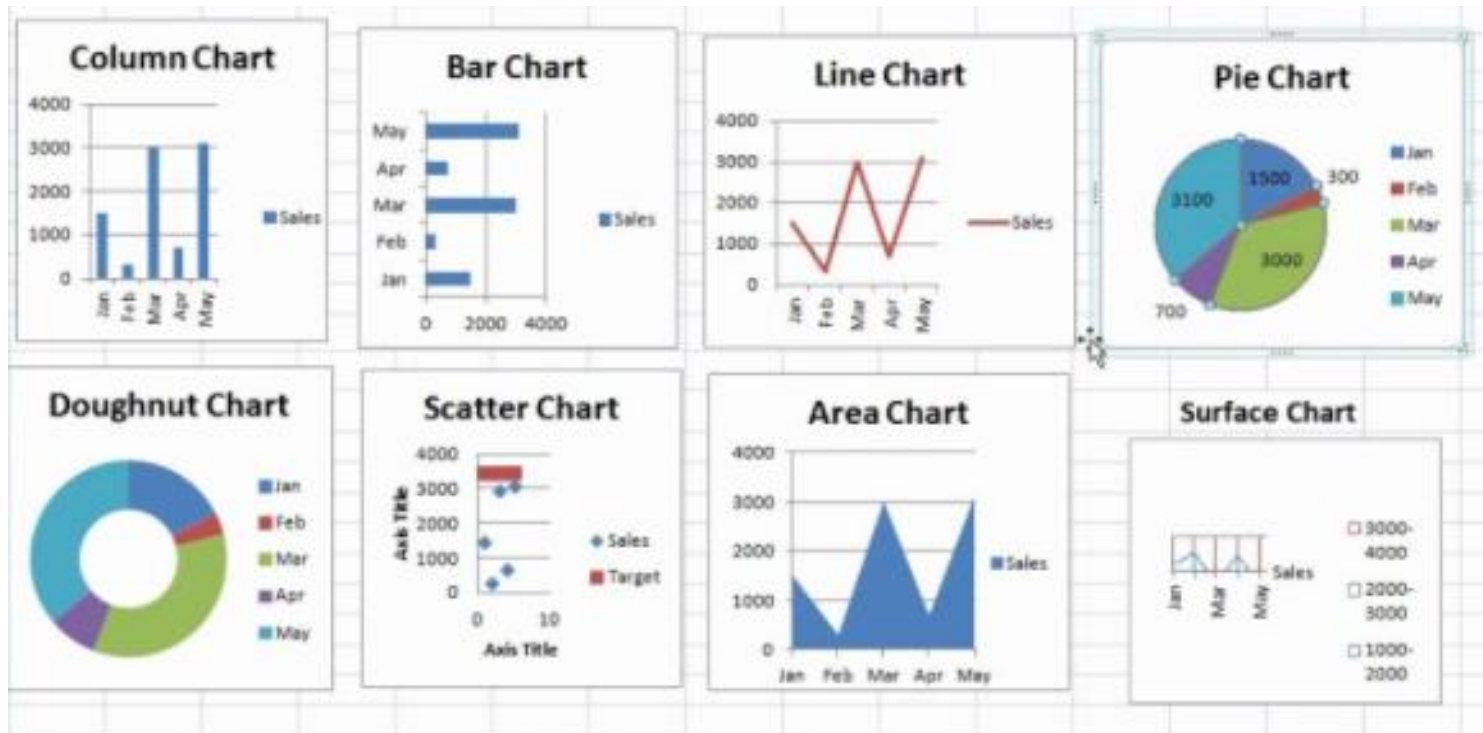 Column Chart
4000
3000
2000
1000
0
Jan
Feb
Mar
Apr
May
Sales
Bar Chart
May
Apr
Mar
Feb
Jan
0 2000 4000
Sales
Line Chart
4000
3000
2000
1000
0
Jan
Feb
Mar
Apr
May
Sales
Pie Chart
1500
300
3100
3000
700
Jan
Feb
Mar
Apr
May
Doughnut Chart
Jan
Feb
Mar
Apr
May
Scatter Chart
Axis Title
4000
3000
2000
1000
0
0 10
Axis Title
Sales
Target
Area Chart
4000
3000
2000
1000
0
Jan Feb Mar Apr May
Sales
Surface Chart
Jan
Mar
May
Sales
3000-
4000
2000-
3000
1000-
2000